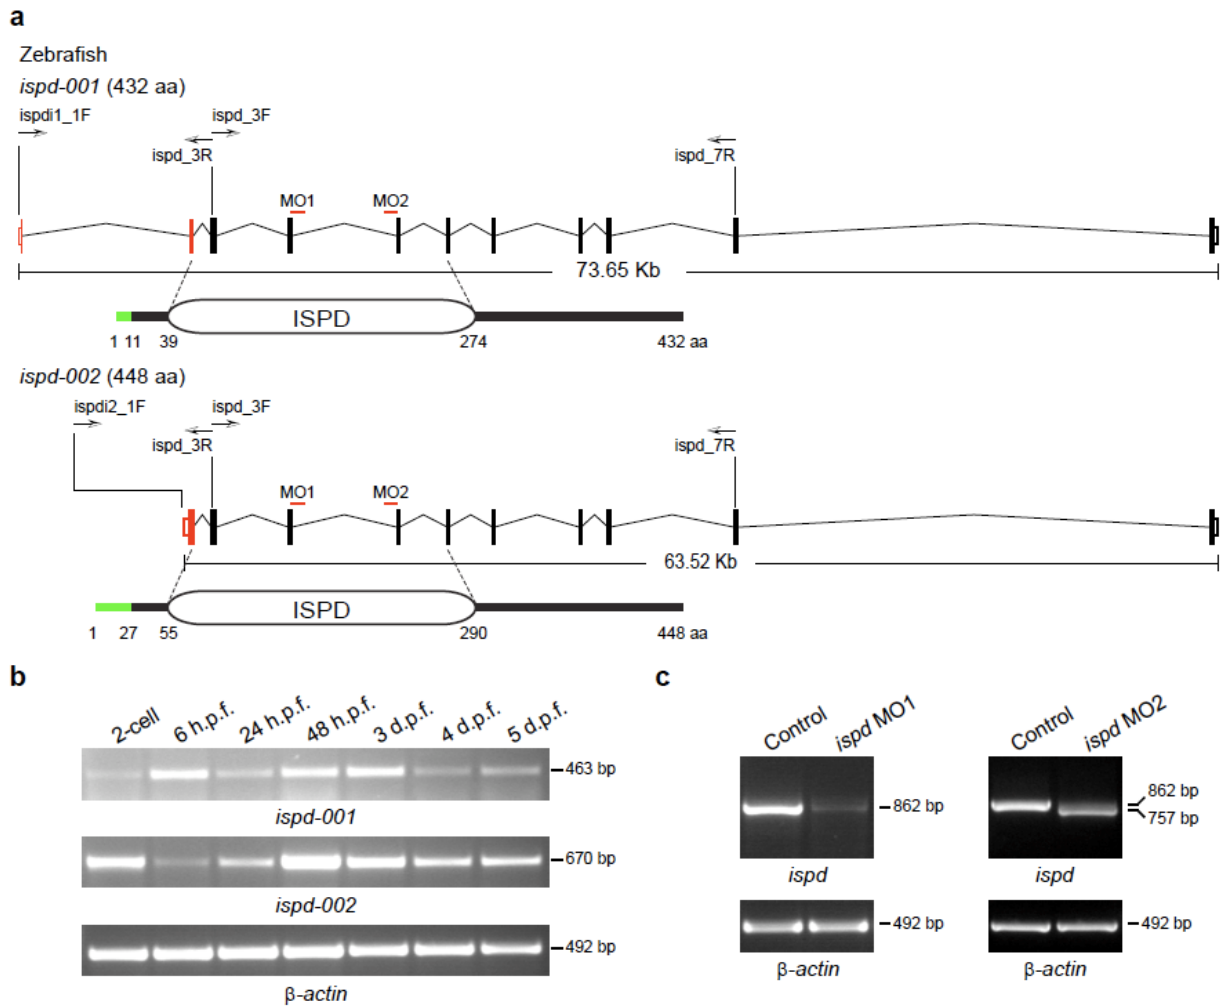 a
Zebrafish
ispd-001 (432 aa)
ispdi1_1F
ispd_3F
ispd_3R
ispd_7R
MO1
MO2
73.65 Kb
ISPD
1 11 39 274 432 aa
ispd-002 (448 aa)
ispdi2_1F
ispd_3F
ispd_3R
ispd_7R
MO1
MO2
63.52 Kb
ISPD
1 27 55 290 448 aa
b
2-cell 6 h.p.f. 24 h.p.f. 48 h.p.f. 3 d.p.f. 4 d.p.f. 5 d.p.f.
463 bp
ispd-001
670 bp
ispd-002
492 bp
β-actin
c
Control ispd MO1
862 bp
ispd
492 bp
β-actin
Control ispd MO2
862 bp
757 bp
ispd
492 bp
β-actin